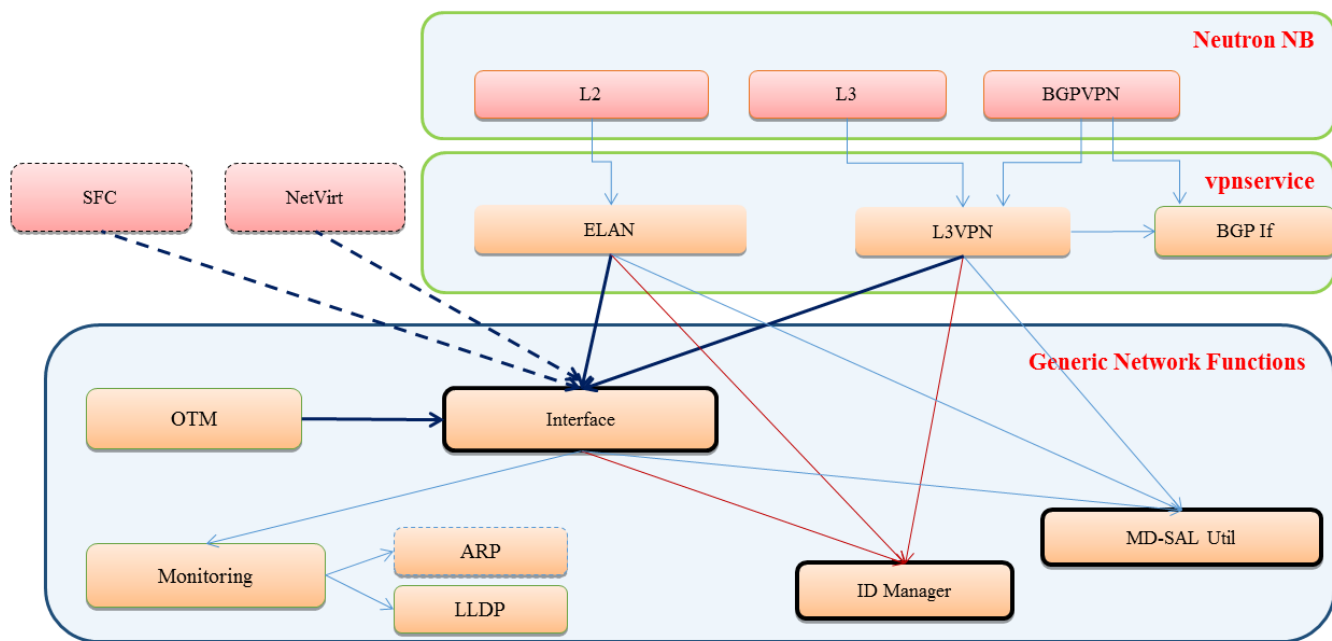 Neutron NB
L2
L3
BGPVPN
SFC
NetVirt
vpnservice
ELAN
L3VPN
BGP If
Generic Network Functions
OTM
Interface
MD-SAL Util
Monitoring
ARP
LLDP
ID Manager